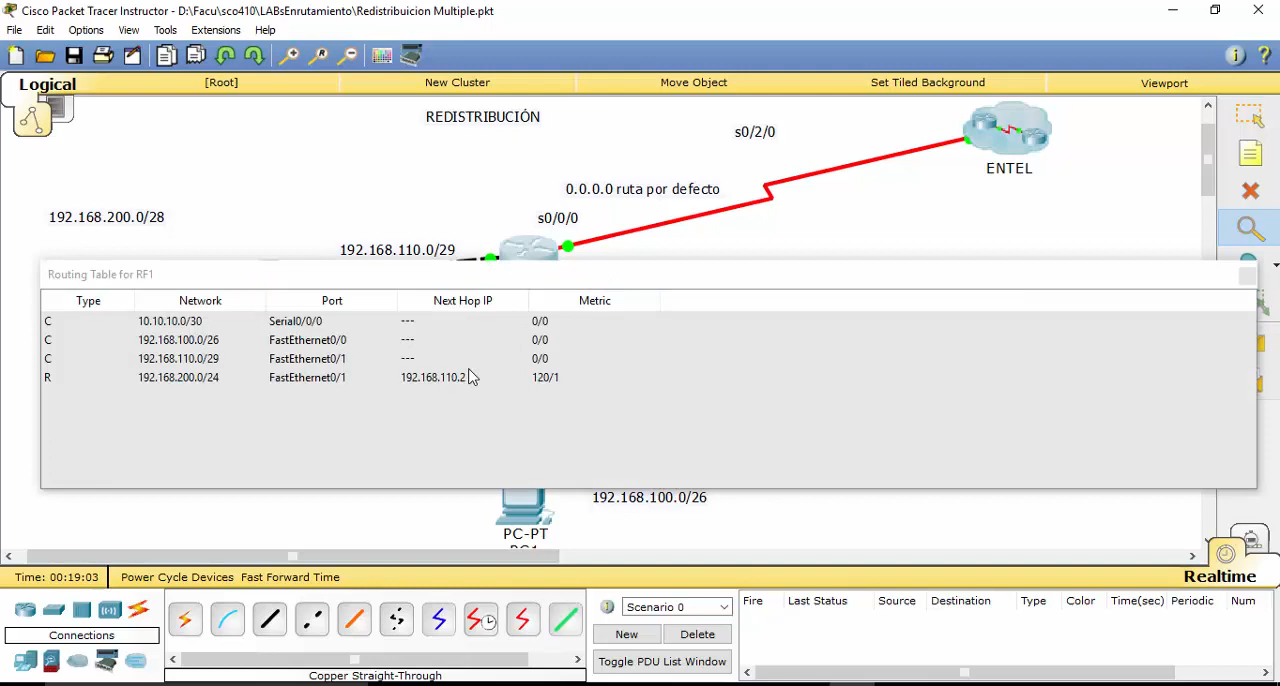 Cisco Packet Tracer Instructor - D:\Facu\sco410\LABsEnrutamiento\Redistribuicion Multiple.pkt
File Edit Options View Tools Extensions Help
Logical [Root] New Cluster Move Object Set Tiled Background Viewport
REDISTRIBUCIÓN
s0/2/0
ENTEL
0.0.0.0 ruta por defecto
192.168.200.0/28
s0/0/0
192.168.110.0/29
Routing Table for RF1
Type Network Port Next Hop IP Metric
C 10.10.10.0/30 Serial0/0/0 --- 0/0
C 192.168.100.0/26 FastEthernet0/0 --- 0/0
C 192.168.110.0/29 FastEthernet0/1 --- 0/0
R 192.168.200.0/24 FastEthernet0/1 192.168.110.2 120/1
192.168.100.0/26
PC-PT
Time: 00:19:03 Power Cycle Devices Fast Forward Time Realtime
Scenario 0
Fire Last Status Source Destination Type Color Time(sec) Periodic Num
New Delete
Connections
Toggle PDU List Window
Copper Straight-Through